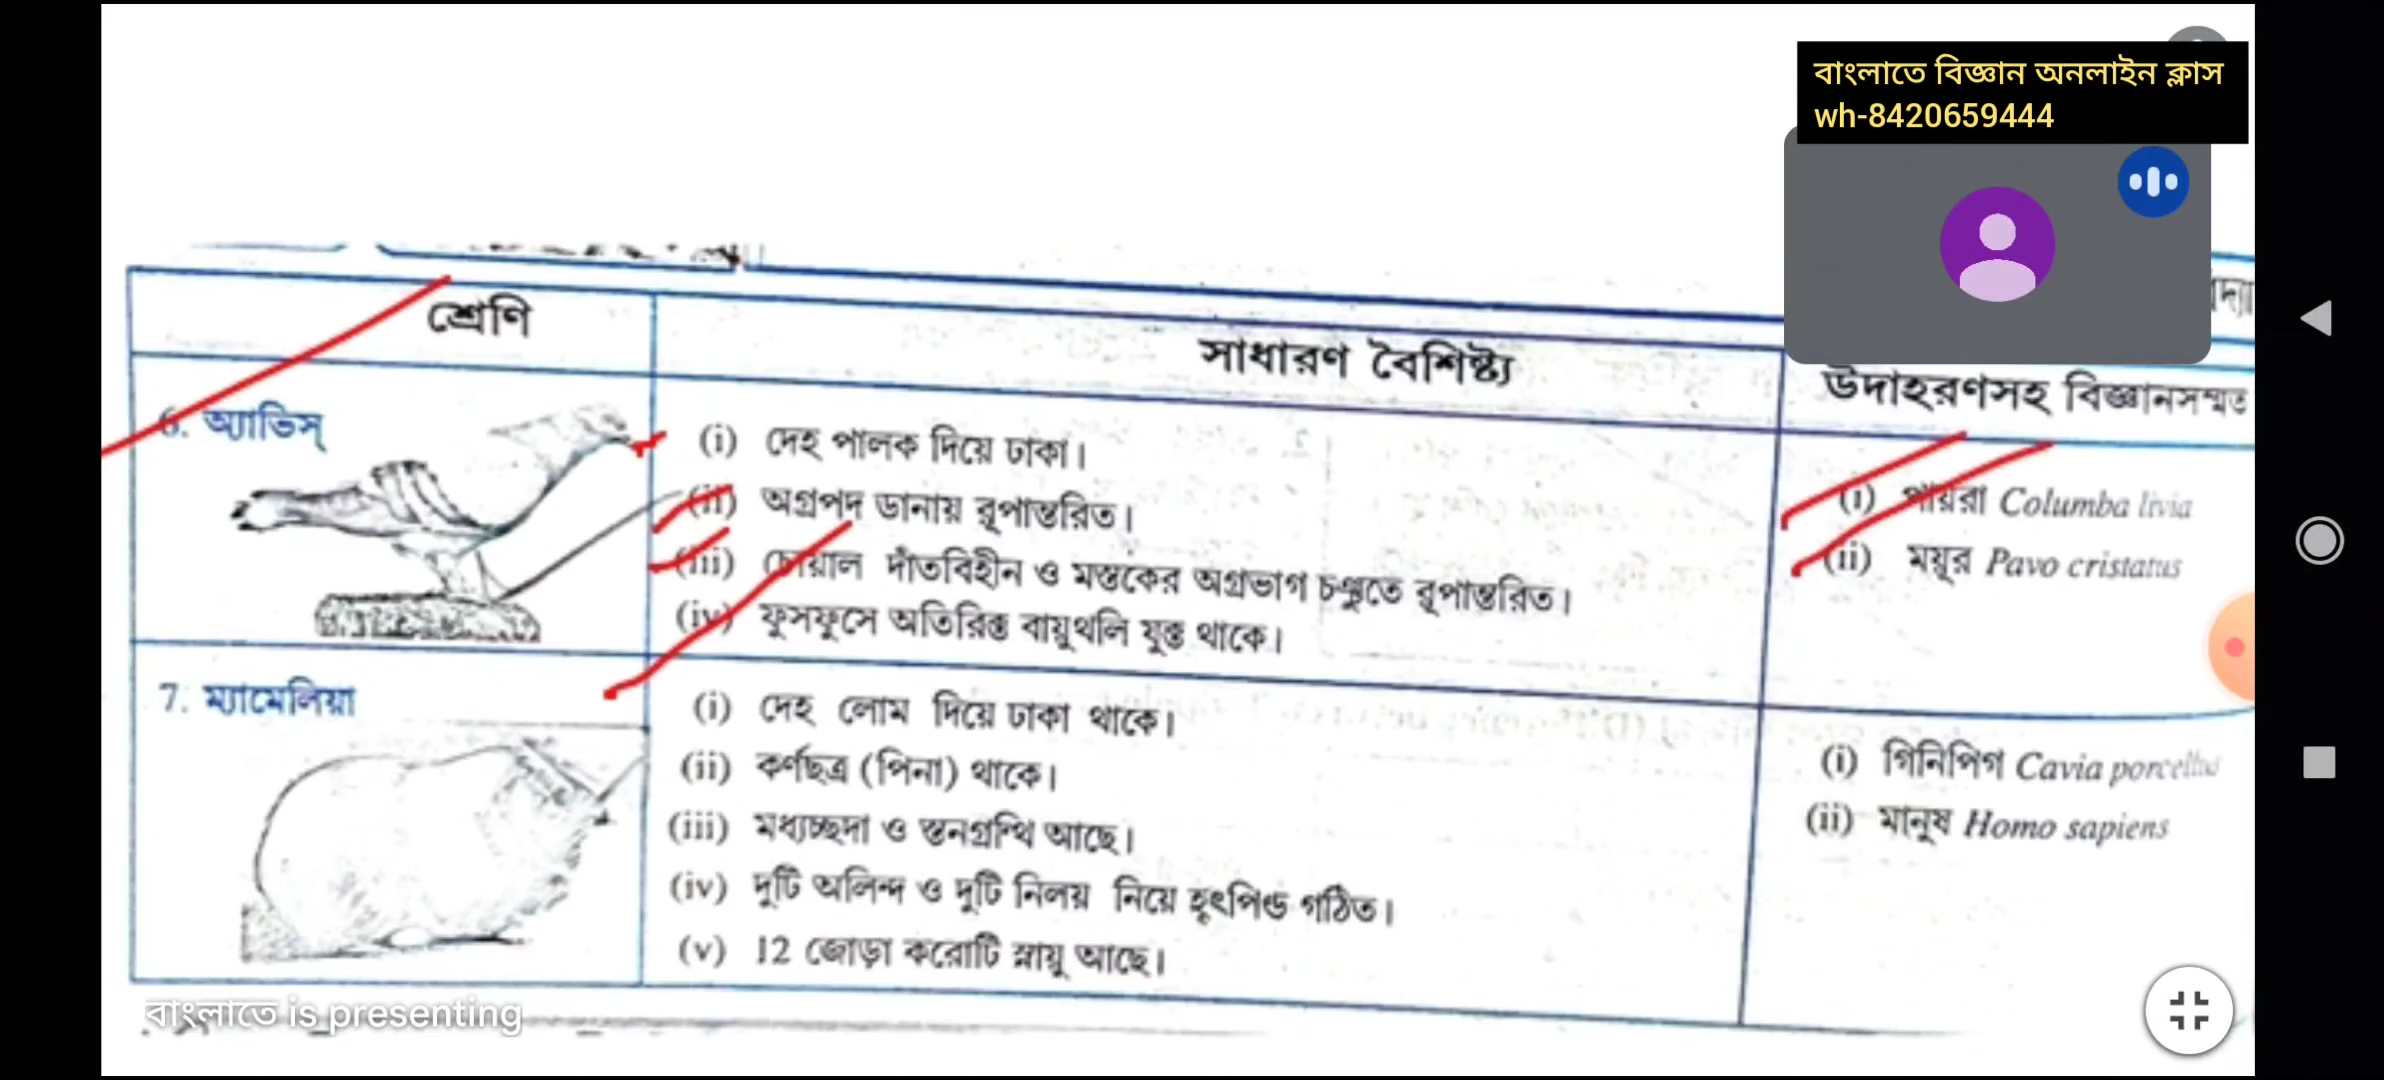 বাংলাতে বিজ্ঞান অনলাইন ক্লাস
wh-8420659444
শ্রেণি
সাধারণ বৈশিষ্ট্য
উদাহরণসহ বিজ্ঞানসম্মত
6. অ্যাভিস্
(i) দেহ পালক দিয়ে ঢাকা।
(ii) অগ্রপদ ডানায় রূপান্তরিত।
(iii) চোয়াল দাঁতবিহীন ও মস্তকের অগ্রভাগ চঞ্চুতে রূপান্তরিত।
(iv) ফুসফুসে অতিরিক্ত বায়ুথলি যুক্ত থাকে।
(i) পায়রা Columba livia
(ii) ময়ূর Pavo cristatus
7. ম্যামেলিয়া
(i) দেহ লোম দিয়ে ঢাকা থাকে।
(ii) কর্ণছত্র (পিনা) থাকে।
(iii) মধ্যচ্ছদা ও স্তনগ্রন্থি আছে।
(iv) দুটি অলিন্দ ও দুটি নিলয় নিয়ে হৃৎপিণ্ড গঠিত।
(v) 12 জোড়া করোটি স্নায়ু আছে।
(i) গিনিপিগ Cavia porcellus
(ii) মানুষ Homo sapiens
বাংলাতে is presenting